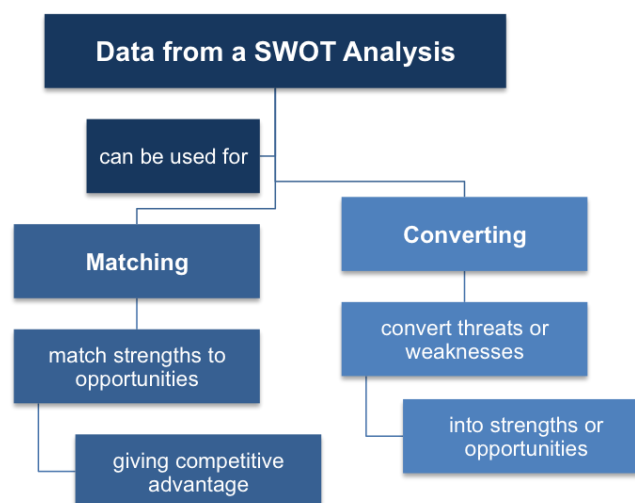 Data from a SWOT Analysis
can be used for
Matching
match strengths to
opportunities
giving competitive
advantage
Converting
convert threats or
weaknesses
into strengths or
opportunities